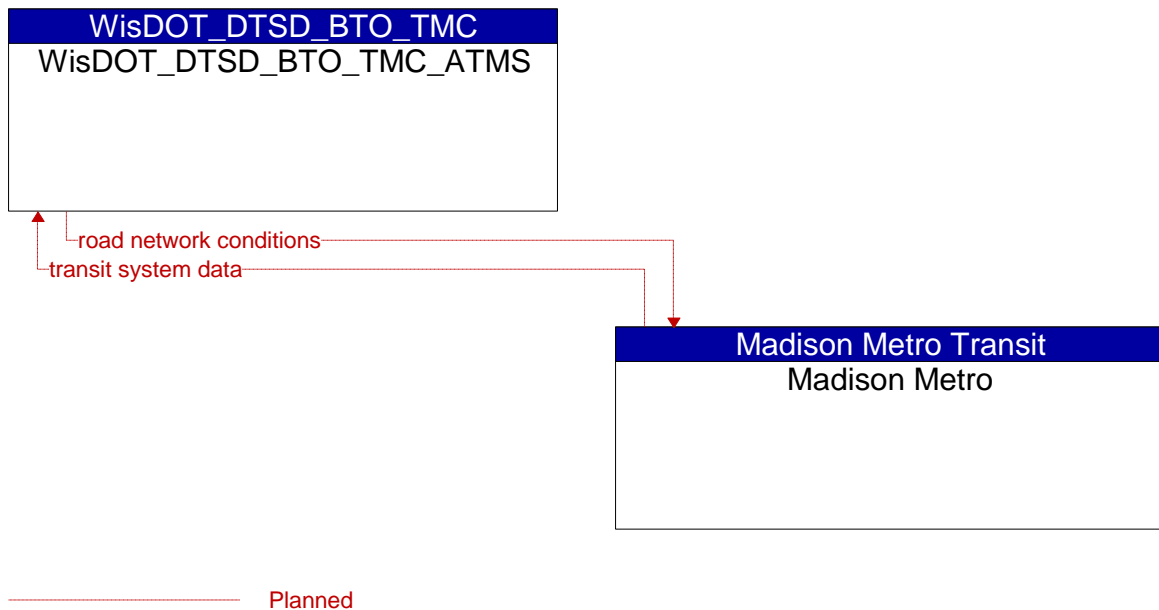 WisDOT_DTSD_BTO_TMC
WisDOT_DTSD_BTO_TMC_ATMS
road network conditions
transit system data
Madison Metro Transit
Madison Metro
Planned